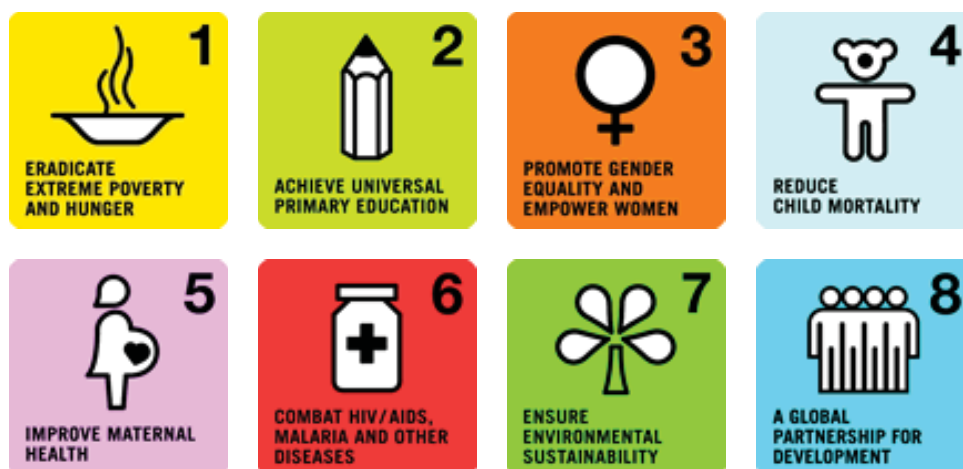 1
ERADICATE
EXTREME POVERTY
AND HUNGER
2
ACHIEVE UNIVERSAL
PRIMARY EDUCATION
3
PROMOTE GENDER
EQUALITY AND
EMPOWER WOMEN
4
REDUCE
CHILD MORTALITY
5
IMPROVE MATERNAL
HEALTH
6
COMBAT HIV/AIDS,
MALARIA AND OTHER
DISEASES
7
ENSURE
ENVIRONMENTAL
SUSTAINABILITY
8
A GLOBAL
PARTNERSHIP FOR
DEVELOPMENT